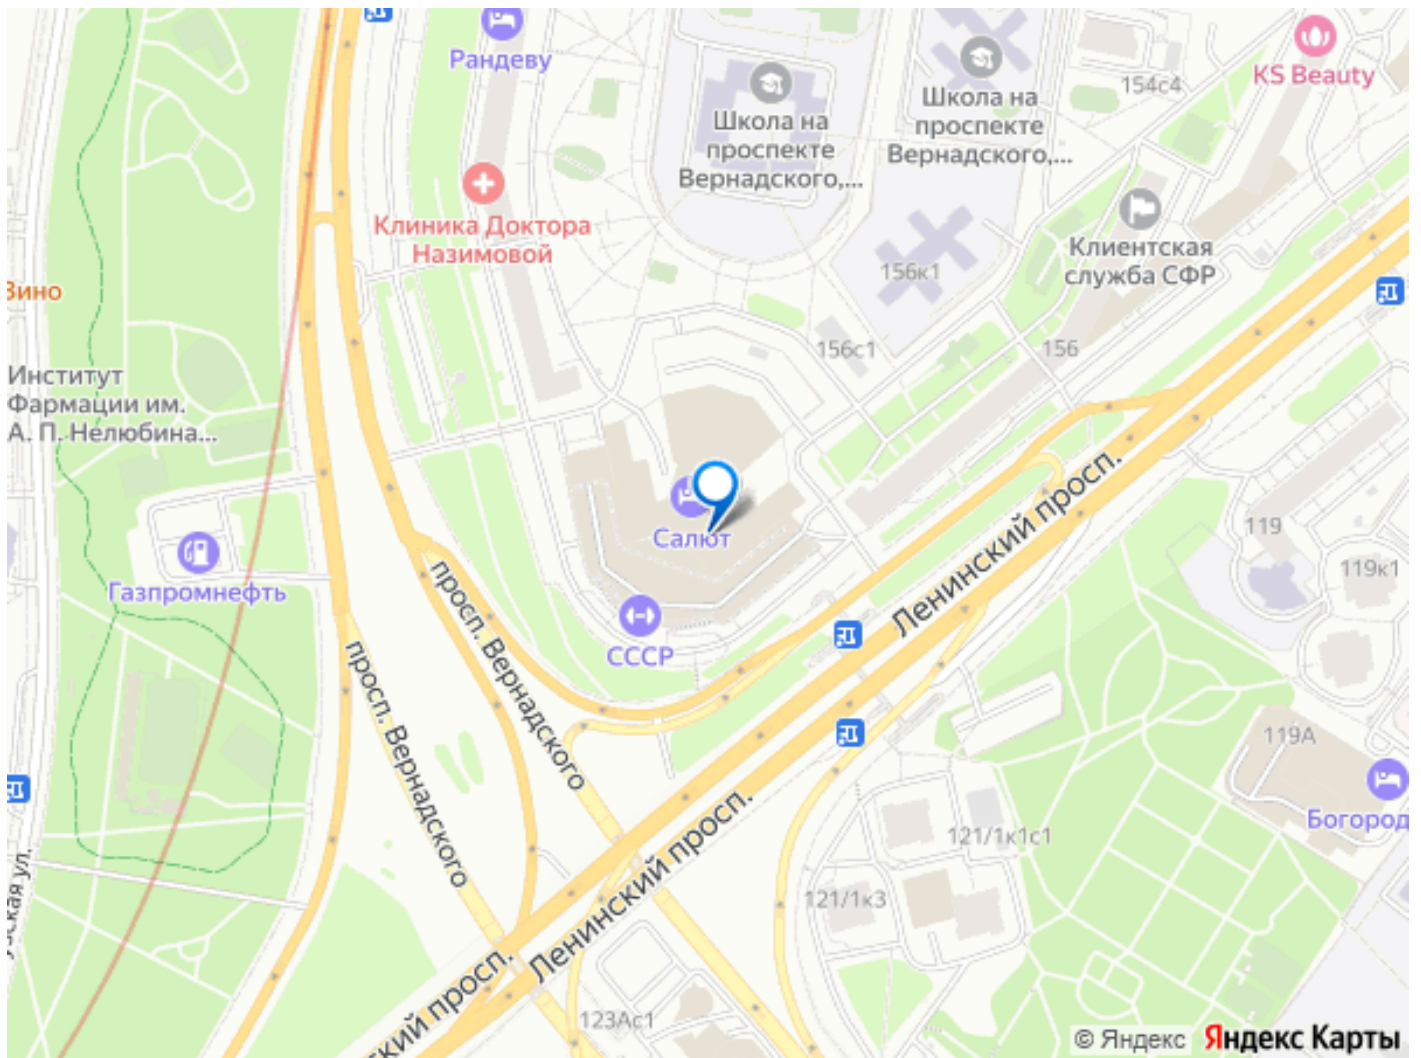 Рандеву
Школа на
проспекте
Вернадского,...
Школа на
проспекте
Вернадского,...
154с4
KS Beauty
Клиника Доктора
Назимовой
156к1
Клиентская
служба СФР
Зино
156с1
156
Институт
Фармации им.
А. П. Нелюбина...
Салют
Ленинский просп.
119
119к1
Газпромнефть
просп. Вернадского
СССР
просп. Вернадского
119А
Богород
Ленинский просп.
121/1к1с1
121/1к3
ский просп.
123Ас1
© Яндекс Яндекс Карты